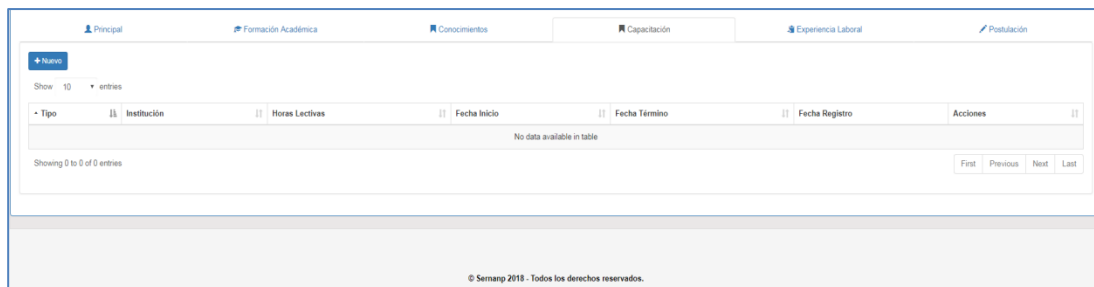 Principal Formación Académica Conocimientos Capacitación Experiencia Laboral Postulación
+ Nuevo
Show 10 entries
Tipo Institución Horas Lectivas Fecha Inicio Fecha Término Fecha Registro Acciones
No data available in table
Showing 0 to 0 of 0 entries First Previous Next Last
© Sernanp 2018 - Todos los derechos reservados.